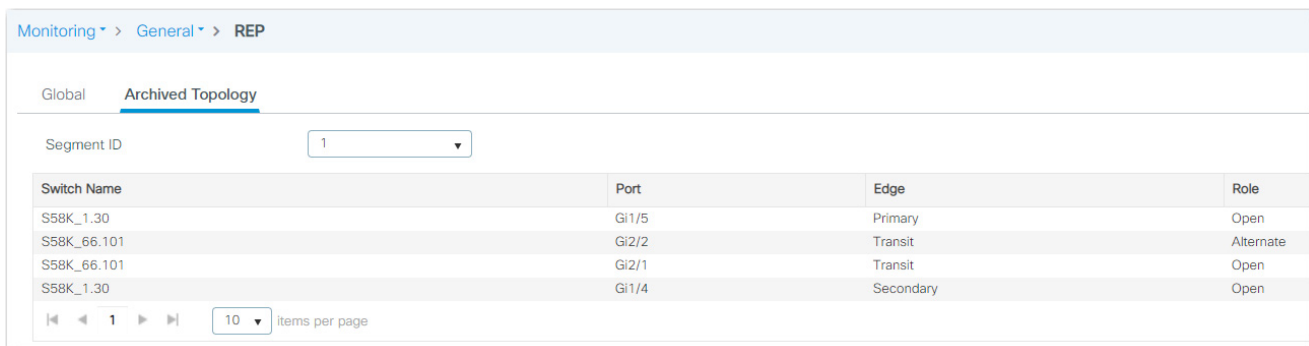 Monitoring > General > REP
Global Archived Topology
Segment ID 1
Switch Name Port Edge Role
S58K_1.30 Gi1/5 Primary Open
S58K_66.101 Gi2/2 Transit Alternate
S58K_66.101 Gi2/1 Transit Open
S58K_1.30 Gi1/4 Secondary Open
1 10 items per page